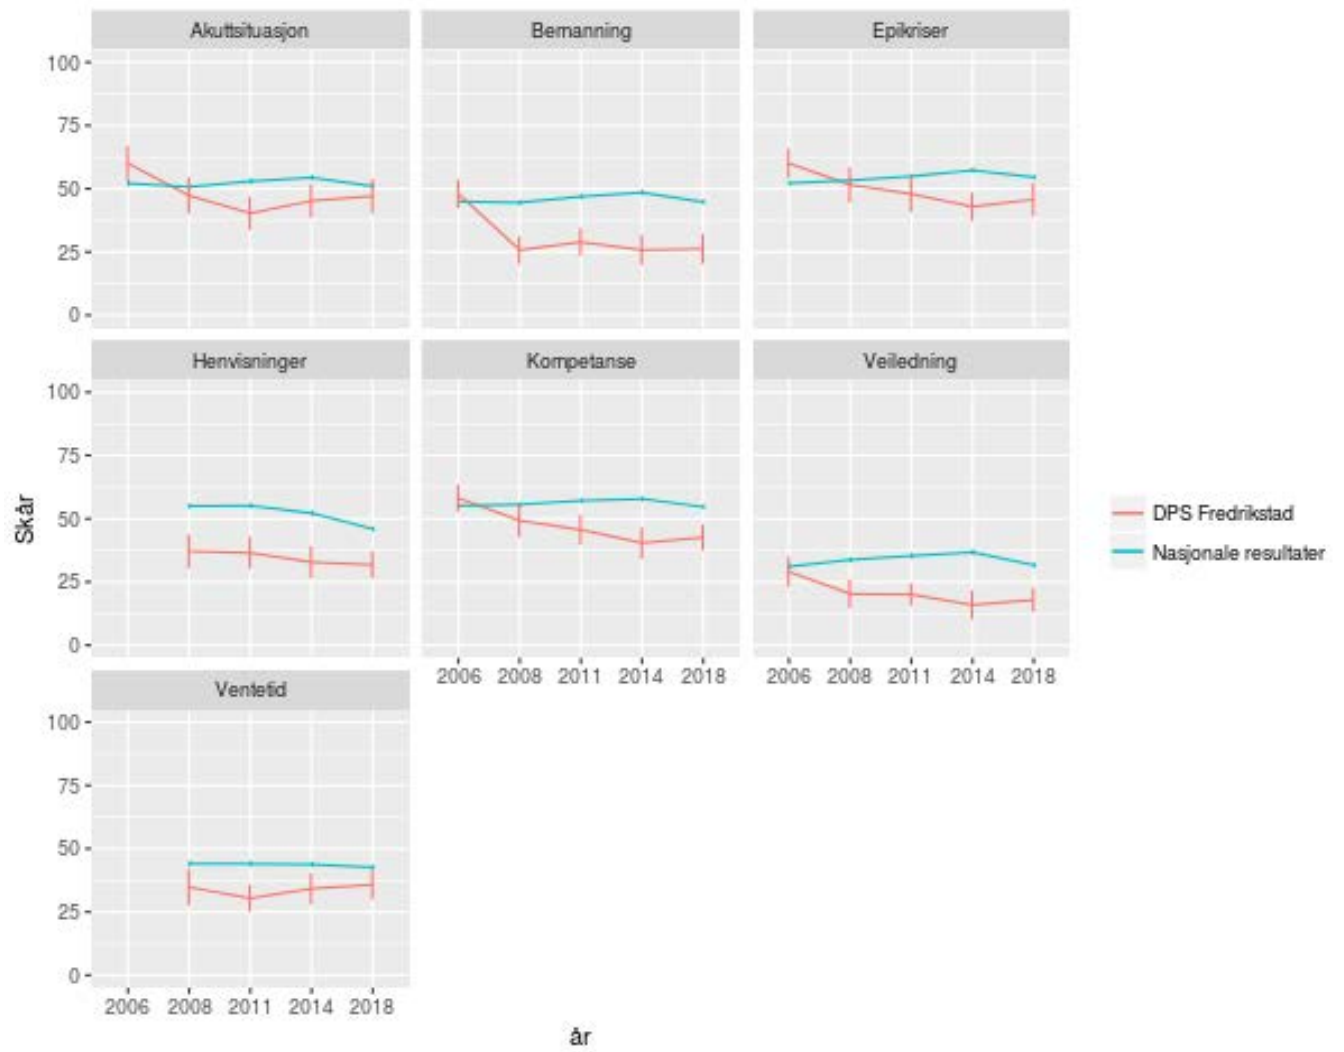 Akuttsituasjon
Bemanning
Epikriser
100
75
50
25
0
Henvisninger
Kompetanse
Veiledning
100
75
50
25
0
2006 2008 2011 2014 2018
2006 2008 2011 2014 2018
Ventetid
100
75
50
25
0
2006 2008 2011 2014 2018
Skår
år
DPS Fredrikstad
Nasjonale resultater